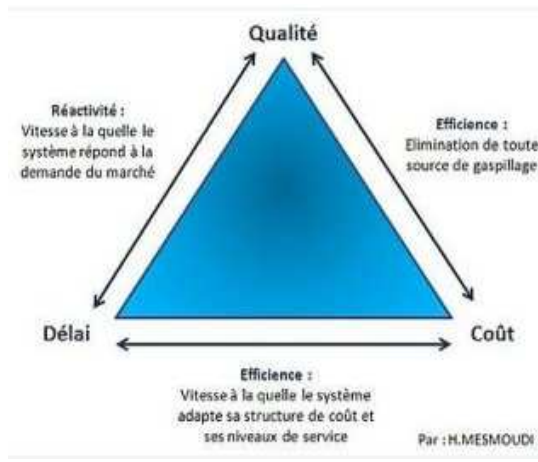 Qualité
Réactivité :
Vitesse à la quelle le
système répond à la
demande du marché
Efficience :
Elimination de toute
source de gaspillage
Délai
Coût
Efficience :
Vitesse à la quelle le système
adapte sa structure de coût et
ses niveaux de service
Par : H.MESMOUDI